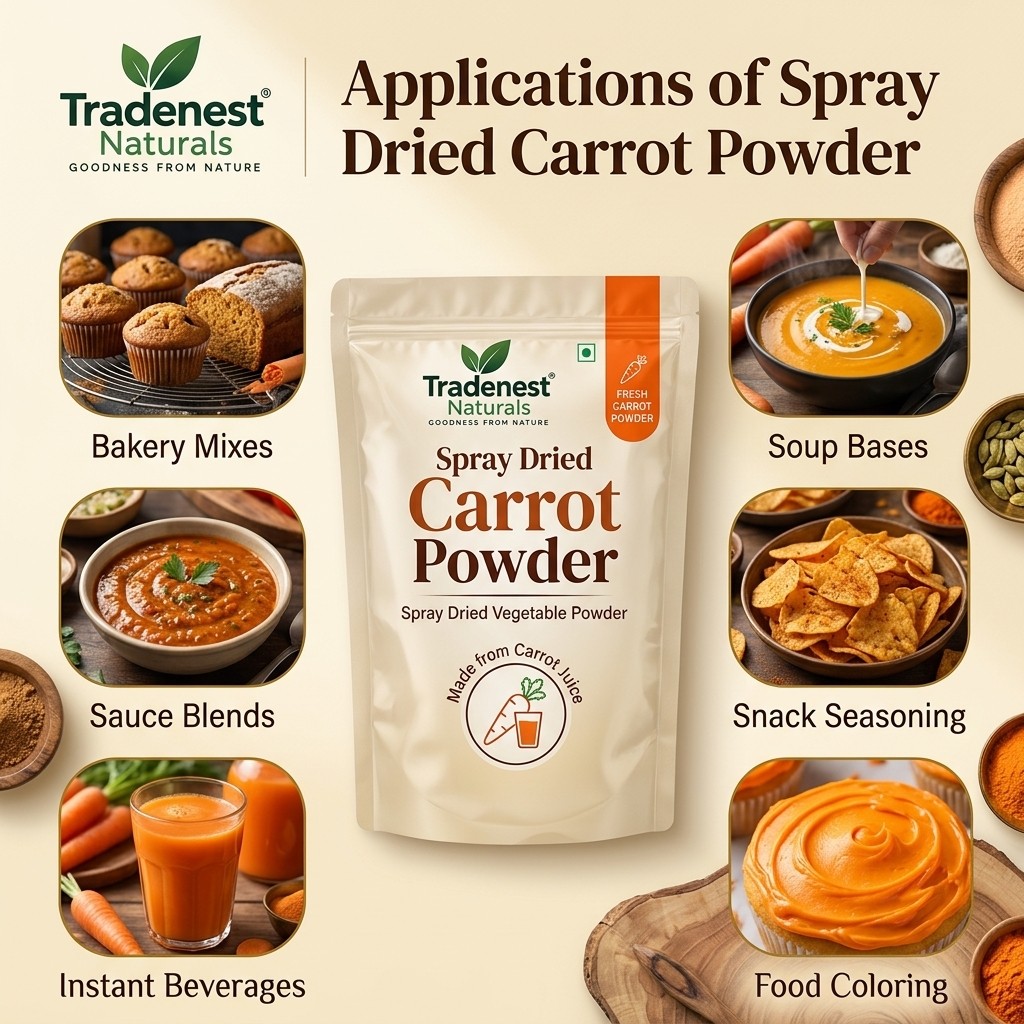 Tradenest®
Naturals
GOODNESS FROM NATURE
Applications of Spray
Dried Carrot Powder
Bakery Mixes
Sauce Blends
Instant Beverages
Tradenest®
Naturals
GOODNESS FROM NATURE
FRESH
CARROT
POWDER
Spray Dried
Carrot
Powder
Spray Dried Vegetable Powder
Made from Carrot Juice
Soup Bases
Snack Seasoning
Food Coloring